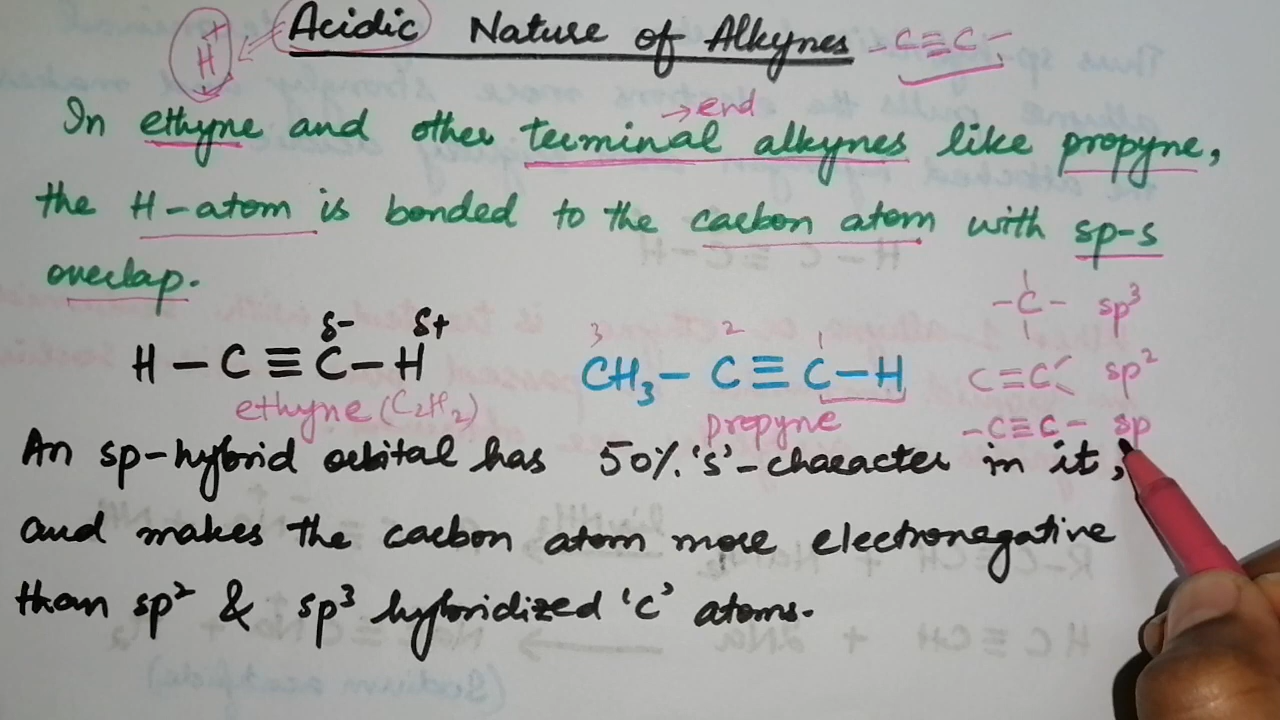 H⁺ Acidic Nature of Alkynes -C≡C-
→end
In ethyne and other terminal alkynes like propyne,
the H-atom is bonded to the carbon atom with sp-s
overlap.
-C- sp³
δ- δ+
H-C≡C-H
ethyne (C₂H₂)
3 2 1
CH₃-C≡C-H
propyne
C=C sp²
-C≡C- sp
An sp-hybrid orbital has 50% 's'-character in it,
and makes the carbon atom more electronegative
than sp² & sp³ hybridized 'C' atoms.